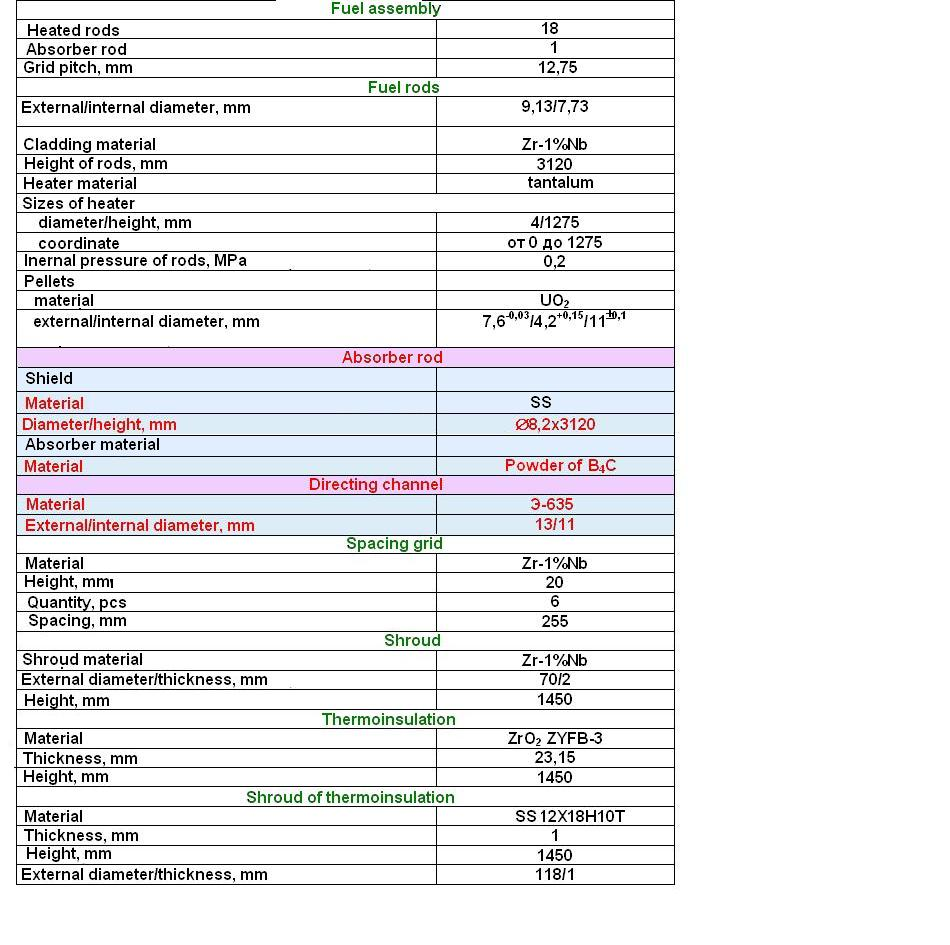 Fuel assembly
Heated rods 18
Absorber rod 1
Grid pitch, mm 12,75
Fuel rods
External/internal diameter, mm 9,13/7,73
Cladding material Zr-1%Nb
Height of rods, mm 3120
Heater material tantalum
Sizes of heater
diameter/height, mm 4/1275
coordinate от 0 до 1275
Inernal pressure of rods, MPa 0,2
Pellets
material UO₂
external/internal diameter, mm 7,6⁻⁰,⁰³/4,2⁺⁰,¹⁵/11±0,1
Absorber rod
Shield
Material SS
Diameter/height, mm Ø8,2x3120
Absorber material
Material Powder of B₄C
Directing channel
Material Э-635
External/internal diameter, mm 13/11
Spacing grid
Material Zr-1%Nb
Height, mm 20
Quantity, pcs 6
Spacing, mm 255
Shroud
Shroud material Zr-1%Nb
External diameter/thickness, mm 70/2
Height, mm 1450
Thermoinsulation
Material ZrO₂ ZYFB-3
Thickness, mm 23,15
Height, mm 1450
Shroud of thermoinsulation
Material SS 12X18H10T
Thickness, mm 1
Height, mm 1450
External diameter/thickness, mm 118/1